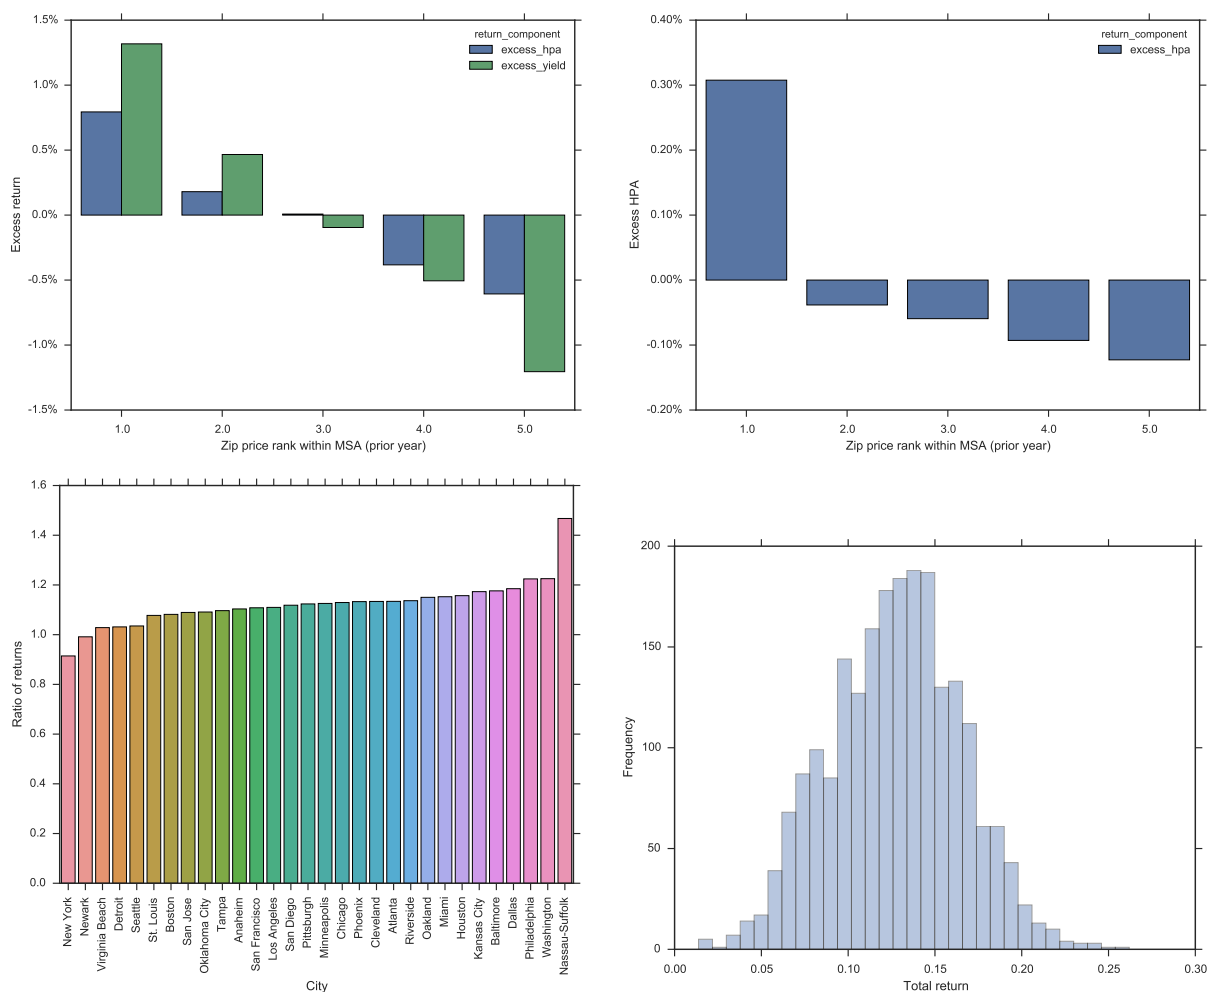 1.5%
1.0%
0.5%
0.0%
-0.5%
-1.0%
-1.5%
Excess return
return_component
excess_hpa
excess_yield
1.0 2.0 3.0 4.0 5.0
Zip price rank within MSA (prior year)
0.40%
0.30%
0.20%
0.10%
0.00%
-0.10%
-0.20%
Excess HPA
return_component
excess_hpa
1.0 2.0 3.0 4.0 5.0
Zip price rank within MSA (prior year)
1.6
1.4
1.2
1.0
0.8
0.6
0.4
0.2
0.0
Ratio of returns
New York
Newark
Virginia Beach
Detroit
Seattle
St. Louis
Boston
San Jose
Oklahoma City
Tampa
Anaheim
San Francisco
Los Angeles
San Diego
Pittsburgh
Minneapolis
Chicago
Phoenix
Cleveland
Atlanta
Riverside
Oakland
Miami
Houston
Kansas City
Baltimore
Dallas
Philadelphia
Washington
Nassau-Suffolk
City
200
150
100
50
0
Frequency
0.00 0.05 0.10 0.15 0.20 0.25 0.30
Total return